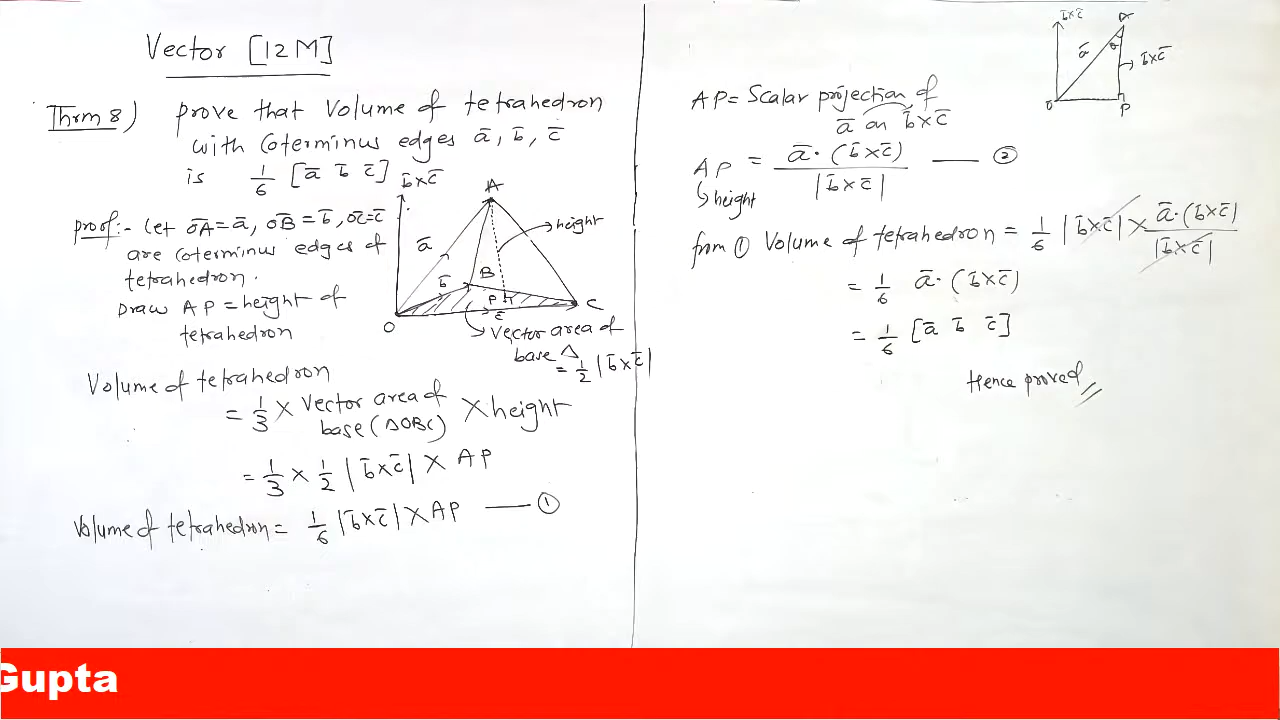 Vector [12M]
Thrm 8) prove that Volume of tetrahedron
with Coterminus edges a̅, b̅, c̅
is 1/6 [a̅ b̅ c̅]
proof:- Let O̅A̅=a̅, O̅B̅=b̅, O̅C̅=c̅
are Coterminus edges of
tetrahedron.
Draw AP = height of
tetrahedron
b̅×c̅
A
a̅
height
B
b̅
P
C
c̅
O
Vector area of
base △
= 1/2 |b̅×c̅|
Volume of tetrahedron
= 1/3 × Vector area of base (△OBC) × height
= 1/3 × 1/2 |b̅×c̅| × AP
Volume of tetrahedron = 1/6 |b̅×c̅| × AP —— ①
b̅×c̅
a̅
b̅×c̅
P
AP = Scalar projection of
a̅ on b̅×c̅
AP = a̅·(b̅×c̅) / |b̅×c̅| —— ②
↳ height
from ① Volume of tetrahedron = 1/6 |b̅×c̅| × a̅·(b̅×c̅) / |b̅×c̅|
= 1/6 a̅·(b̅×c̅)
= 1/6 [a̅ b̅ c̅]
Hence proved //
Gupta